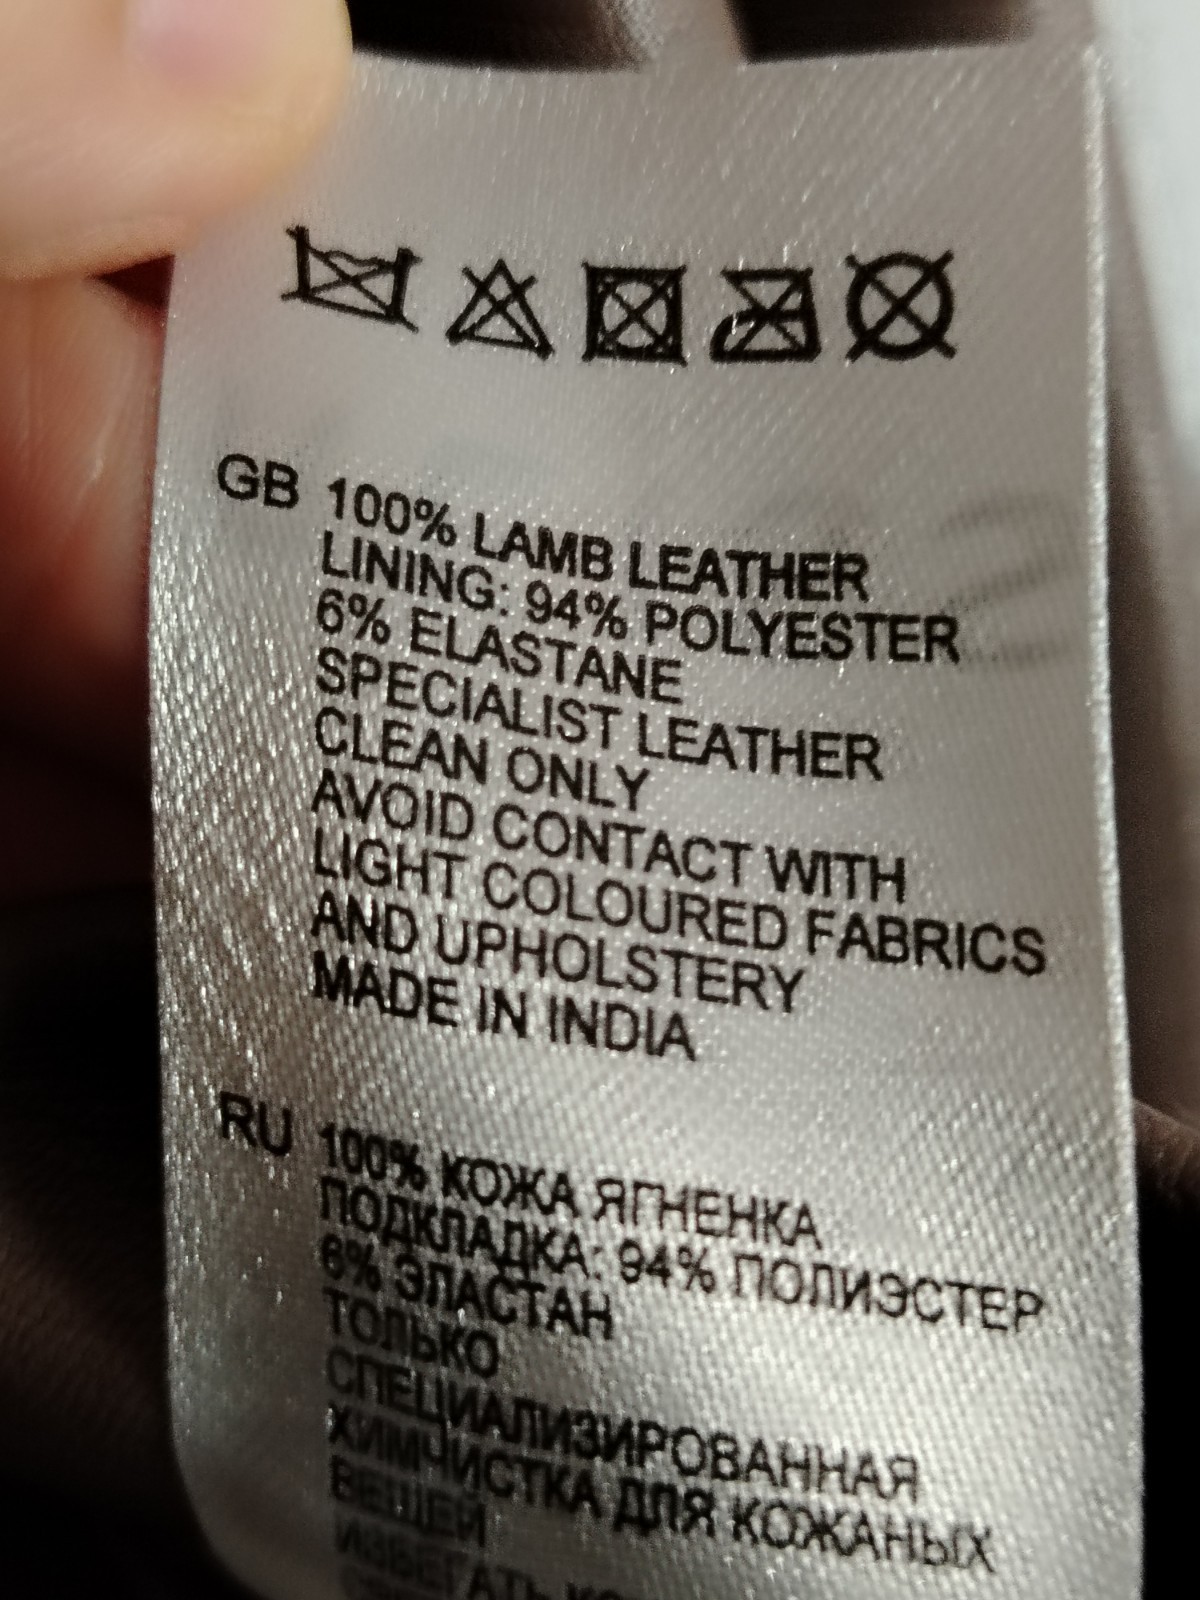 GB 100% LAMB LEATHER
LINING: 94% POLYESTER
6% ELASTANE
SPECIALIST LEATHER
CLEAN ONLY
AVOID CONTACT WITH
LIGHT COLOURED FABRICS
AND UPHOLSTERY
MADE IN INDIA
RU 100% КОЖА ЯГНЕНКА
ПОДКЛАДКА: 94% ПОЛИЭСТЕР
6% ЭЛАСТАН
ТОЛЬКО
СПЕЦИАЛИЗИРОВАННАЯ
ХИМЧИСТКА ДЛЯ КОЖАНЫХ
ВЕЩЕЙ
ИЗБЕГАТЬ